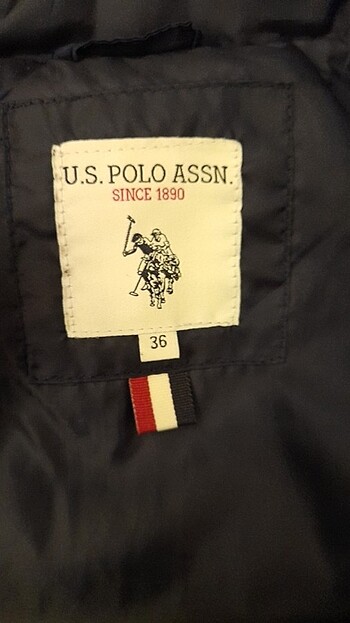 U.S. POLO ASSN.
SINCE 1890
36